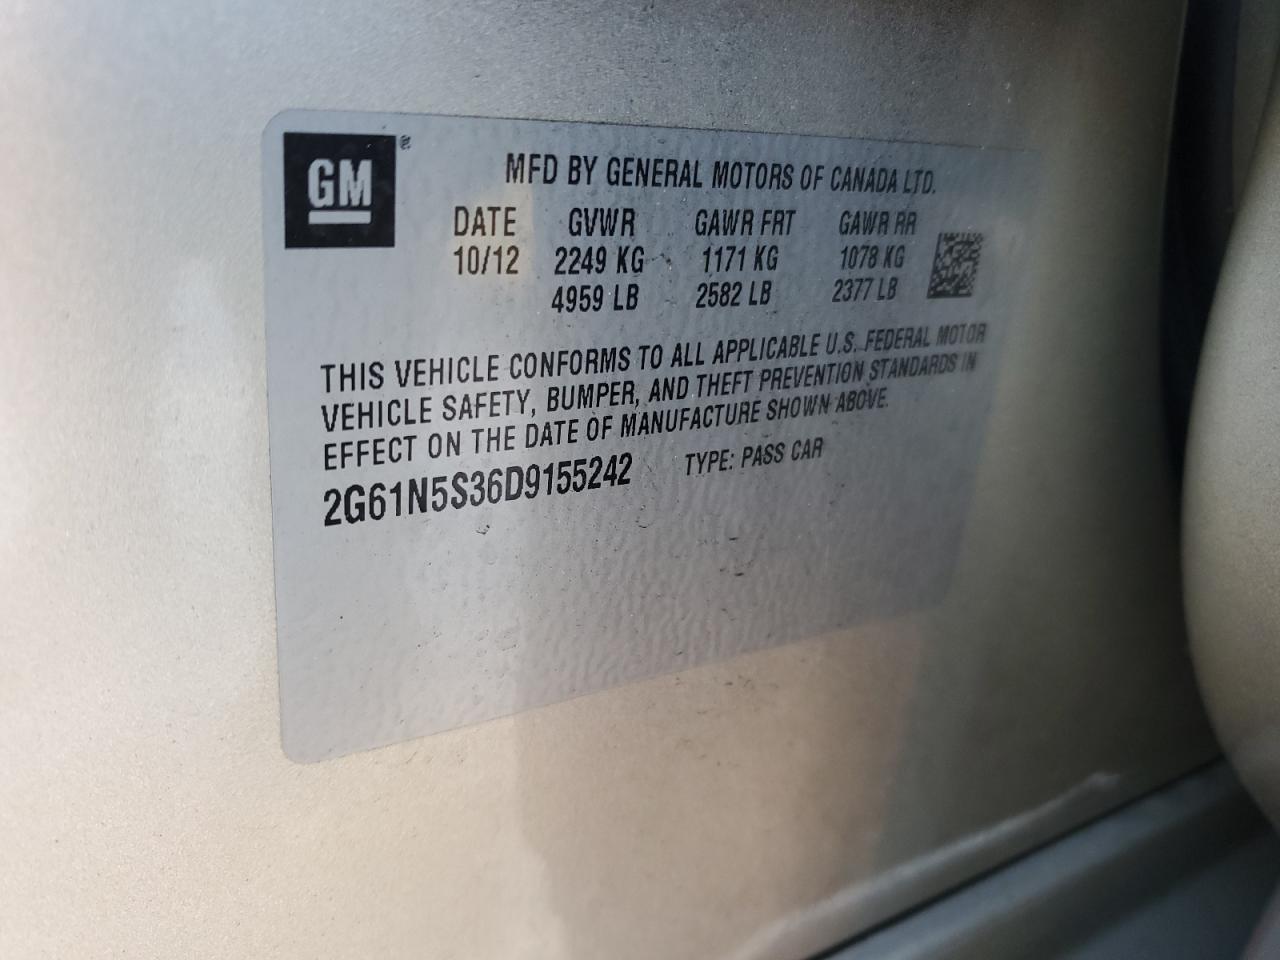 GM®
MFD BY GENERAL MOTORS OF CANADA LTD.
DATE GVWR GAWR FRT GAWR RR
10/12 2249 KG 1171 KG 1078 KG
4959 LB 2582 LB 2377 LB
THIS VEHICLE CONFORMS TO ALL APPLICABLE U.S. FEDERAL MOTOR
VEHICLE SAFETY, BUMPER, AND THEFT PREVENTION STANDARDS IN
EFFECT ON THE DATE OF MANUFACTURE SHOWN ABOVE.
2G61N5S36D9155242 TYPE: PASS CAR